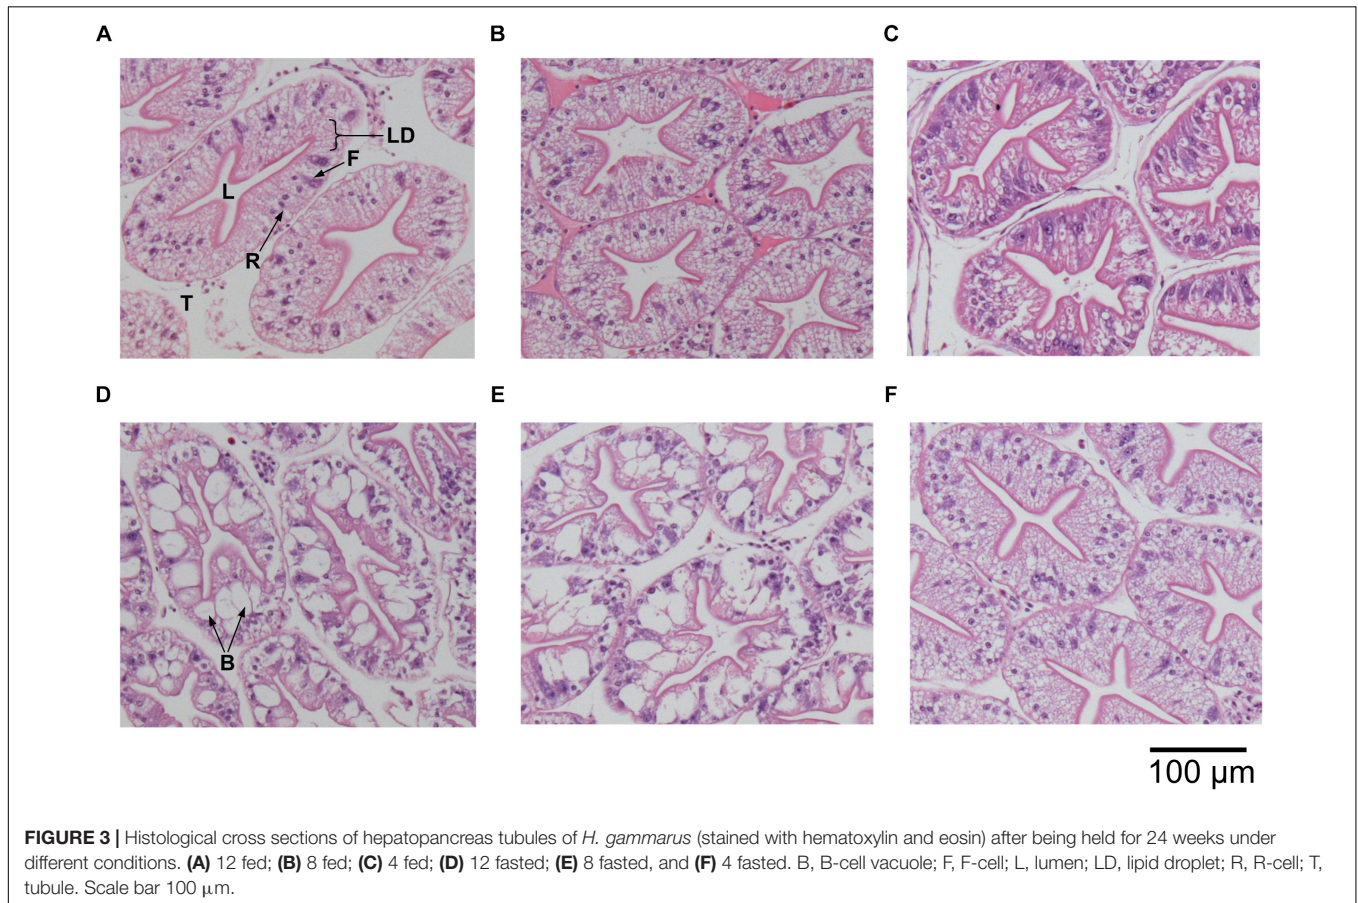 A
B
C
LD
F
L
R
T
D
E
F
B
100 μm
FIGURE 3 | Histological cross sections of hepatopancreas tubules of H. gammarus (stained with hematoxylin and eosin) after being held for 24 weeks under
different conditions. (A) 12 fed; (B) 8 fed; (C) 4 fed; (D) 12 fasted; (E) 8 fasted, and (F) 4 fasted. B, B-cell vacuole; F, F-cell; L, lumen; LD, lipid droplet; R, R-cell; T,
tubule. Scale bar 100 μm.